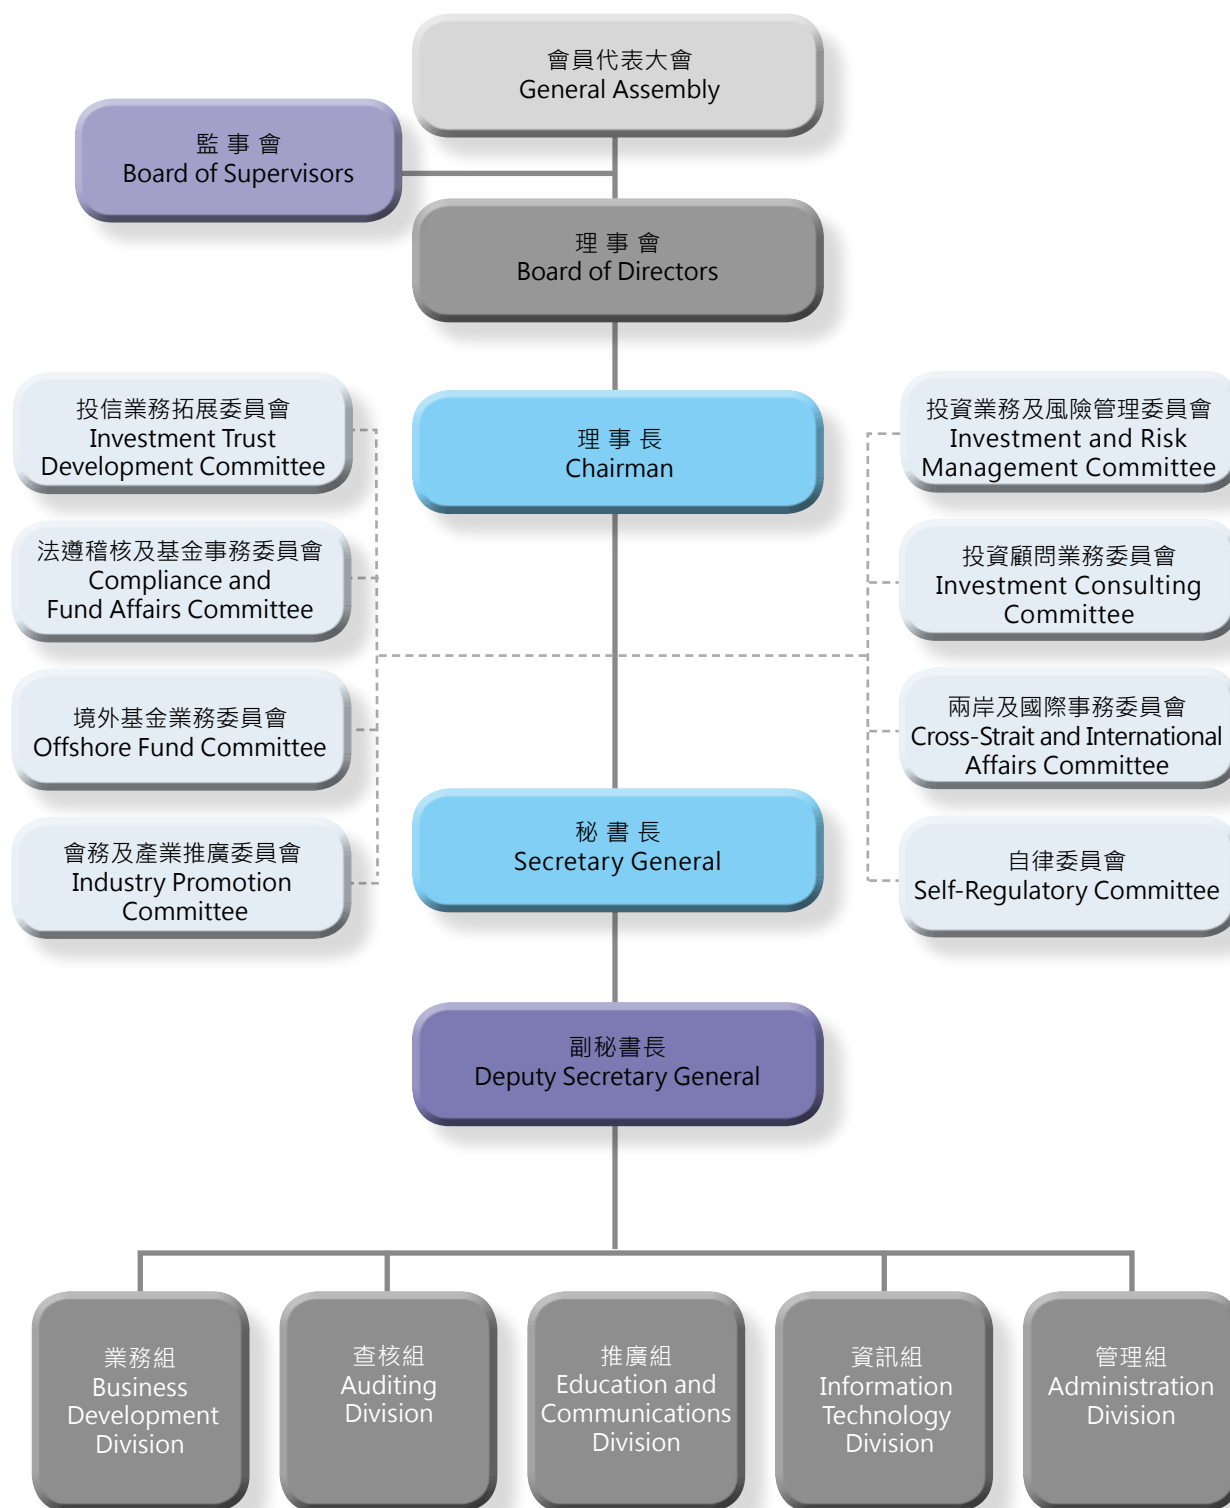 會員代表大會
General Assembly
監事會
Board of Supervisors
理事會
Board of Directors
理事長
Chairman
投信業務拓展委員會
Investment Trust
Development Committee
法遵稽核及基金事務委員會
Compliance and
Fund Affairs Committee
境外基金業務委員會
Offshore Fund Committee
會務及產業推廣委員會
Industry Promotion
Committee
投資業務及風險管理委員會
Investment and Risk
Management Committee
投資顧問業務委員會
Investment Consulting
Committee
兩岸及國際事務委員會
Cross-Strait and International
Affairs Committee
自律委員會
Self-Regulatory Committee
秘書長
Secretary General
副秘書長
Deputy Secretary General
業務組
Business
Development
Division
查核組
Auditing
Division
推廣組
Education and
Communications
Division
資訊組
Information
Technology
Division
管理組
Administration
Division